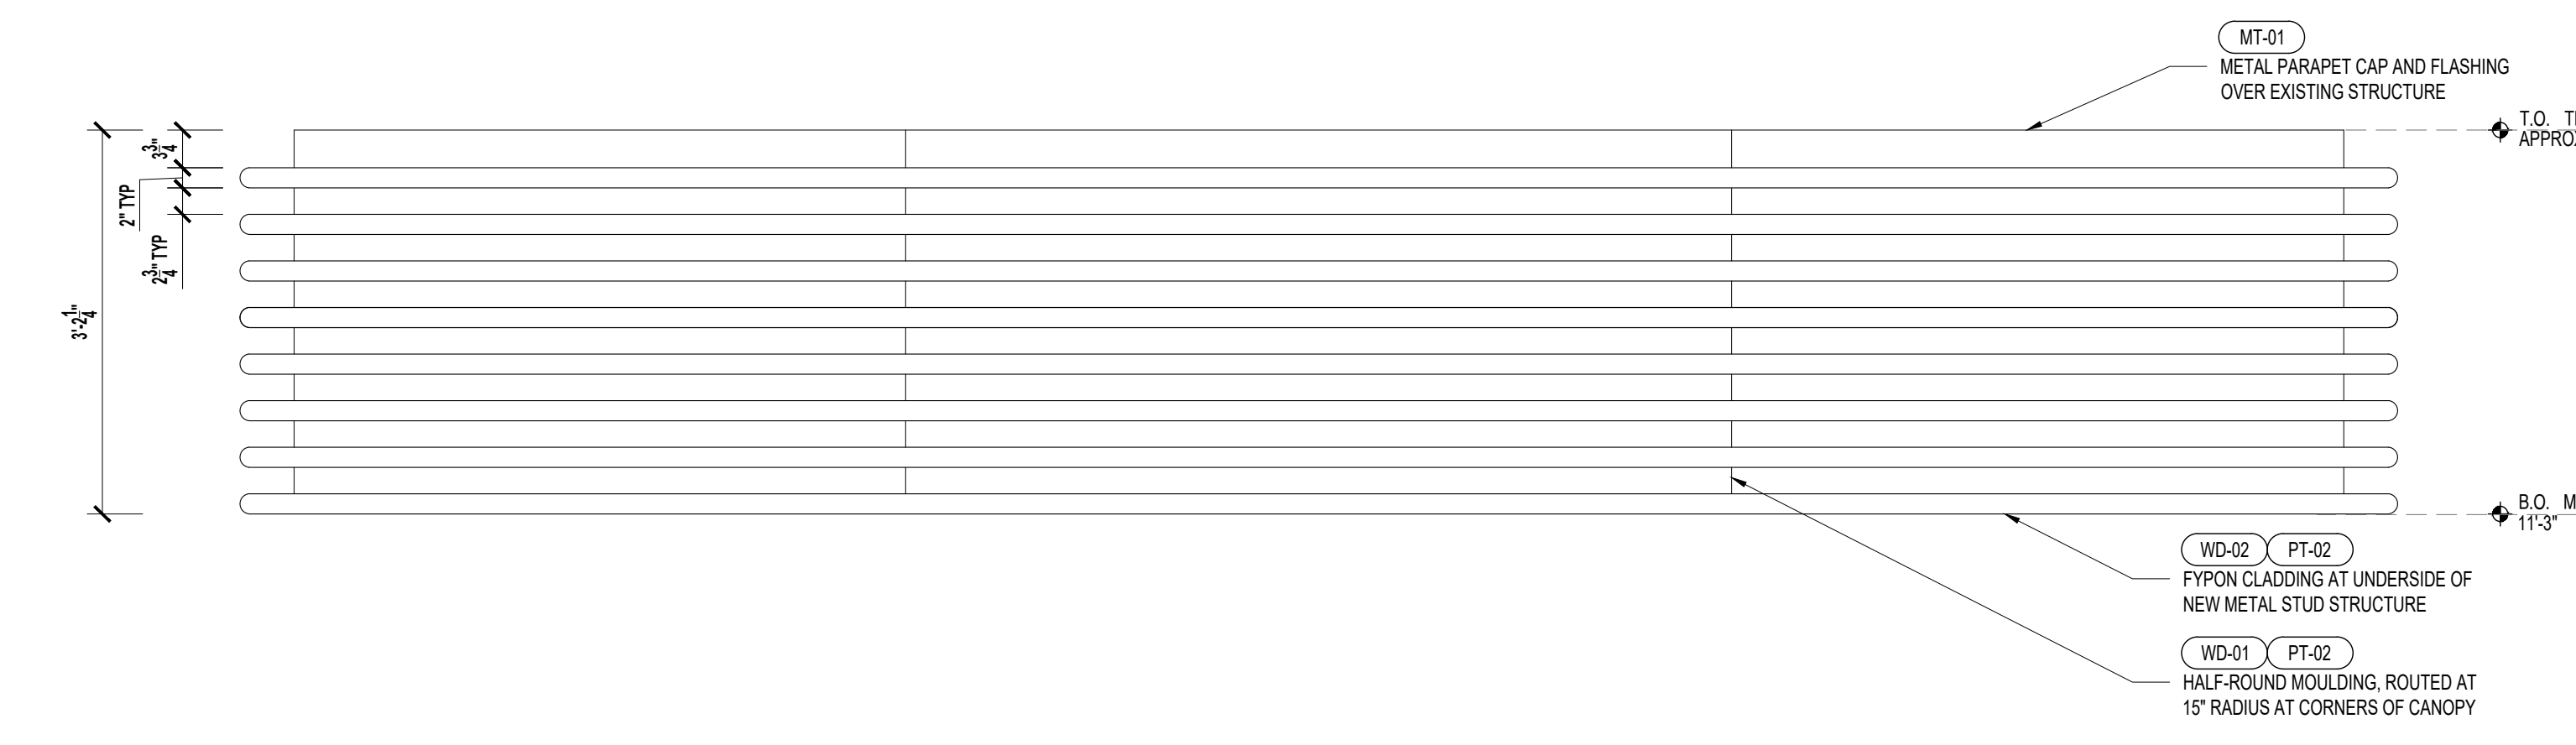 MT-01
METAL PARAPET CAP AND FLASHING
OVER EXISTING STRUCTURE
T.O.
3 3/4"
2" TYP
2 3/4" TYP
3'-2 1/4"
B.O.
11'-3"
WD-02 PT-02
FYPON CLADDING AT UNDERSIDE OF
NEW METAL STUD STRUCTURE
WD-01 PT-02
HALF-ROUND MOULDING, ROUTED AT
15" RADIUS AT CORNERS OF CANOPY